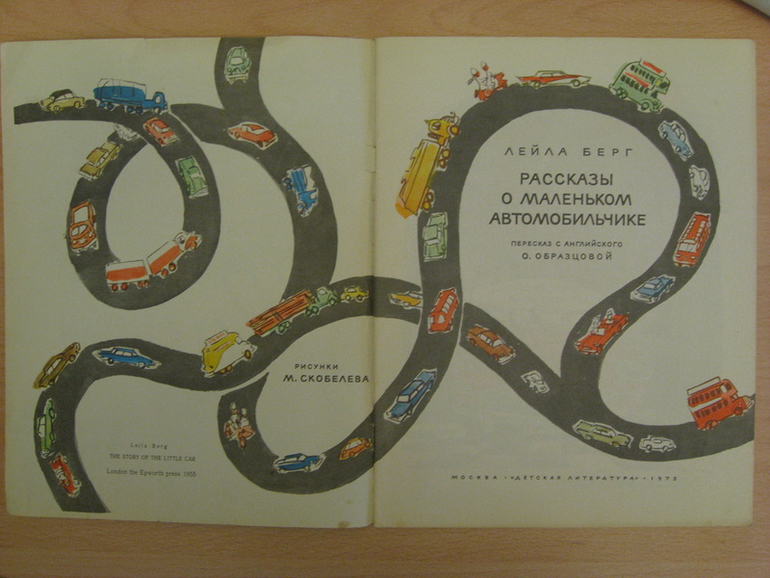 ЛЕЙЛА БЕРГ
РАССКАЗЫ
О МАЛЕНЬКОМ
АВТОМОБИЛЬЧИКЕ
ПЕРЕСКАЗ С АНГЛИЙСКОГО
О. ОБРАЗЦОВОЙ
РИСУНКИ
М. СКОБЕЛЕВА
Leila Berg
THE STORY OF THE LITTLE CAR
London the Epworth press 1955
МОСКВА · «ДЕТСКАЯ ЛИТЕРАТУРА» · 1972